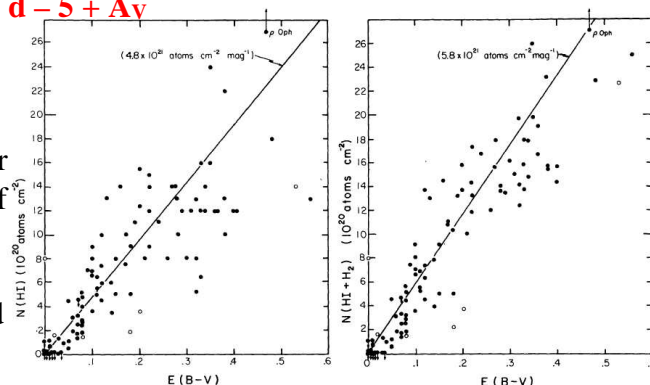 d – 5 + Av
r
f
d
ρ Oph
(4.8 x 10²¹ atoms cm⁻² mag⁻¹)
N (HI) (10²⁰ atoms cm⁻²)
26
24
22
20
18
16
14
12
10
8
6
4
2
0
0 .1 .2 .3 .4 .5 .6
E (B-V)
ρ Oph
(5.8 x 10²¹ atoms cm⁻² mag⁻¹)
N (HI + H₂) (10²⁰ atoms cm⁻²)
26
24
22
20
18
16
14
12
10
8
6
4
2
0
0 .1 .2 .3 .4 .5 .6
E (B-V)